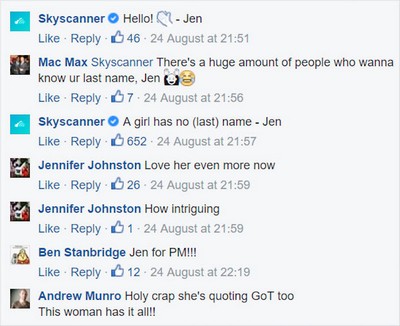 Skyscanner Hello! - Jen
Like · Reply · 46 · 24 August at 21:51
Mac Max Skyscanner There's a huge amount of people who wanna
know ur last name, Jen
Like · Reply · 7 · 24 August at 21:56
Skyscanner A girl has no (last) name - Jen
Like · Reply · 652 · 24 August at 21:57
Jennifer Johnston Love her even more now
Like · Reply · 26 · 24 August at 21:59
Jennifer Johnston How intriguing
Like · Reply · 1 · 24 August at 21:59
Ben Stanbridge Jen for PM!!!
Like · Reply · 12 · 24 August at 22:19
Andrew Munro Holy crap she's quoting GoT too
This woman has it all!!